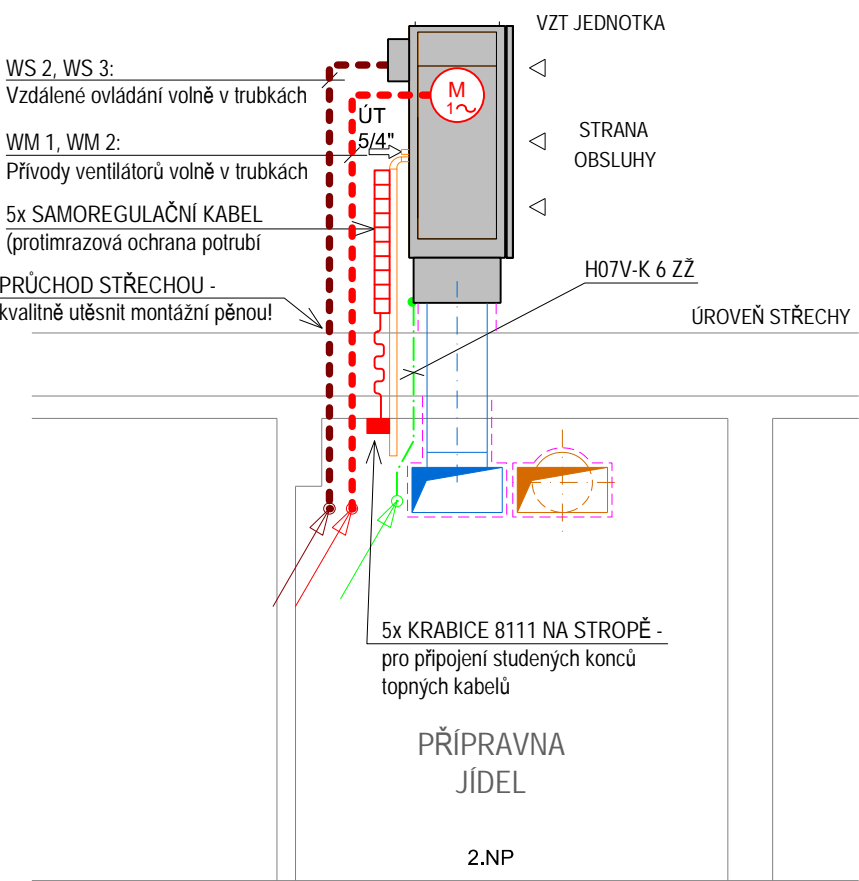 VZT JEDNOTKA
WS 2, WS 3:
Vzdálené ovládání volně v trubkách
M
1~
ÚT
5/4"
STRANA
OBSLUHY
WM 1, WM 2:
Přívody ventilátorů volně v trubkách
5x SAMOREGULAČNÍ KABEL
(protimrazová ochrana potrubí
H07V-K 6 ZŽ
PRŮCHOD STŘECHOU -
kvalitně utěsnit montážní pěnou!
ÚROVEŇ STŘECHY
5x KRABICE 8111 NA STROPĚ -
pro připojení studených konců
topných kabelů
PŘÍPRAVNA
JÍDEL
2.NP